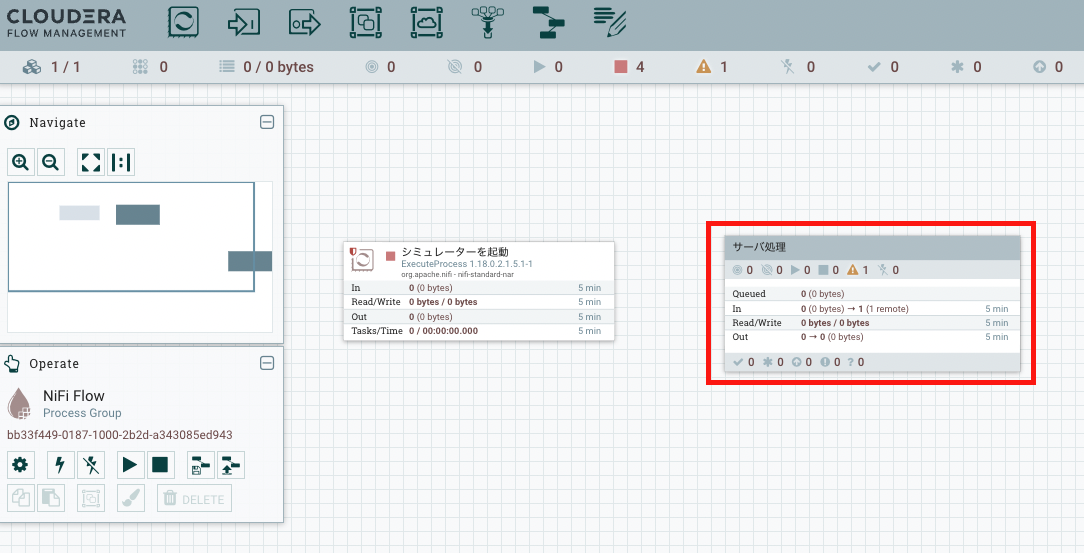 CLOUDERA
FLOW MANAGEMENT
1 / 1 0 0 / 0 bytes 0 0 0 4 1 0 0 0 0
Navigate
Operate
NiFi Flow
Process Group
bb33f449-0187-1000-2b2d-a343085ed943
DELETE
シミュレーターを起動
ExecuteProcess 1.18.0.2.1.5.1-1
org.apache.nifi - nifi-standard-nar
In 0 (0 bytes) 5 min
Read/Write 0 bytes / 0 bytes 5 min
Out 0 (0 bytes) 5 min
Tasks/Time 0 / 00:00:00.000 5 min
サーバ処理
0 0 0 0 1 0
Queued 0 (0 bytes)
In 0 (0 bytes) → 1 (1 remote) 5 min
Read/Write 0 bytes / 0 bytes 5 min
Out 0 → 0 (0 bytes) 5 min
0 0 0 0 ? 0